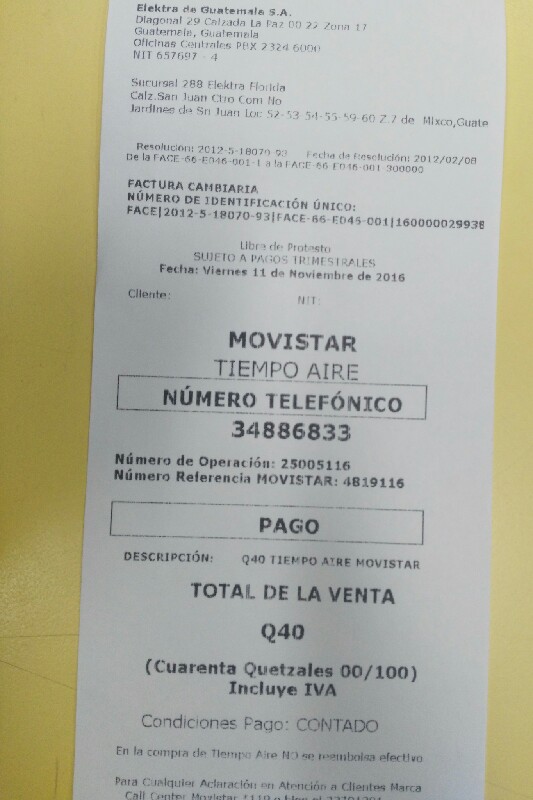 Elektra de Guatemala S.A.
Diagonal 29 Calzada La Paz 00 22 Zona 17
Guatemala, Guatemala
Oficinas Centrales PBX 2324 6000
NIT 657697 - 4
Sucursal 288 Elektra Florida
Calz.San Juan Ctro Com No
Jardines de Sn Juan Loc 52-53-54-55-59-60 Z.7 de Mixco,Guate
Resolución: 2012-5-18070-93 Fecha de Resolución: 2012/02/08
De la FACE-66-E046-001-1 a la FACE-66-E046-001-300000
FACTURA CAMBIARIA
NÚMERO DE IDENTIFICACIÓN ÚNICO:
FACE|2012-5-18070-93|FACE-66-E046-001|160000029938
Libre de Protesto
SUJETO A PAGOS TRIMESTRALES
Fecha: Viernes 11 de Noviembre de 2016
Cliente: NIT:
MOVISTAR
TIEMPO AIRE
NÚMERO TELEFÓNICO
34886833
Número de Operación: 25005116
Número Referencia MOVISTAR: 4819116
PAGO
DESCRIPCIÓN: Q40 TIEMPO AIRE MOVISTAR
TOTAL DE LA VENTA
Q40
(Cuarenta Quetzales 00/100)
Incluye IVA
Condiciones Pago: CONTADO
En la compra de Tiempo Aire NO se reembolsa efectivo
Para Cualquier Aclaración en Atención a Clientes Marca
Call Center Movistar *119 o bien al